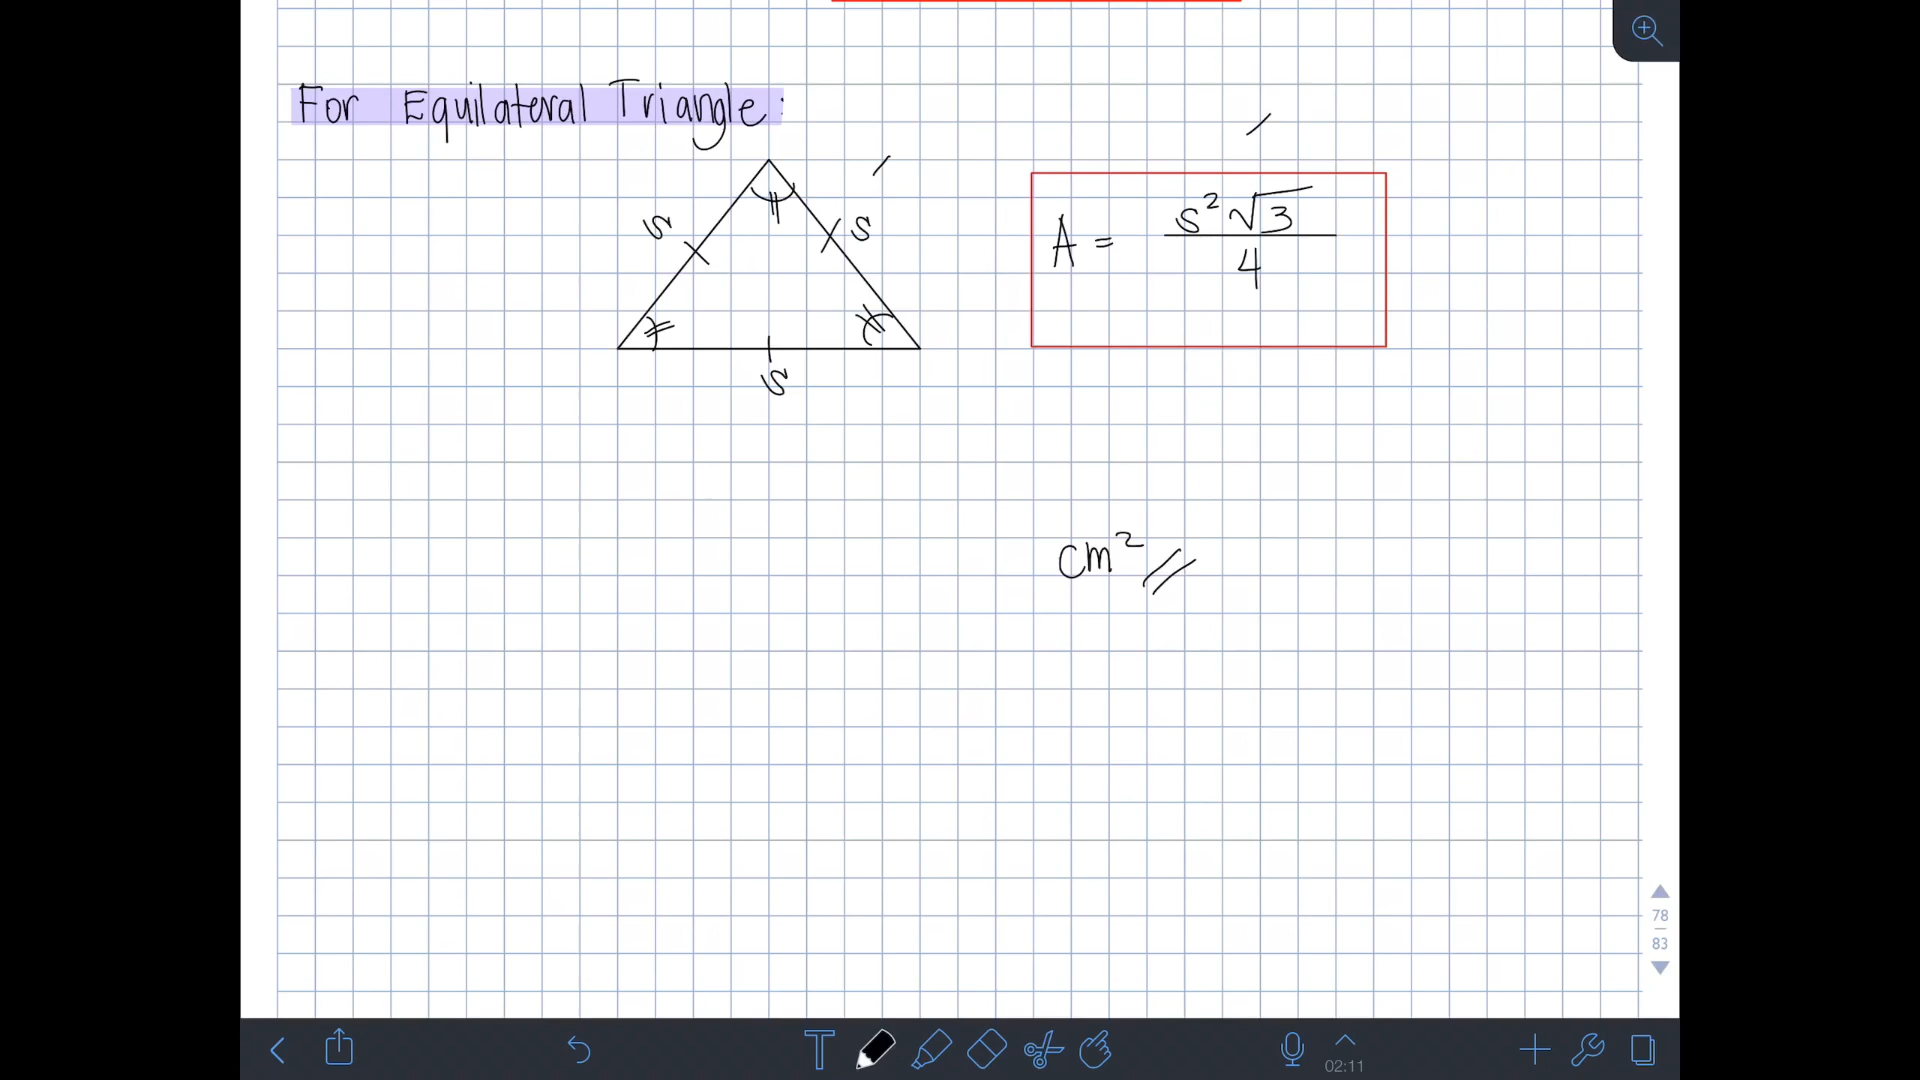 For Equilateral Triangle:
s
s
A = s²√3 / 4
s
cm²
78
83
02:11